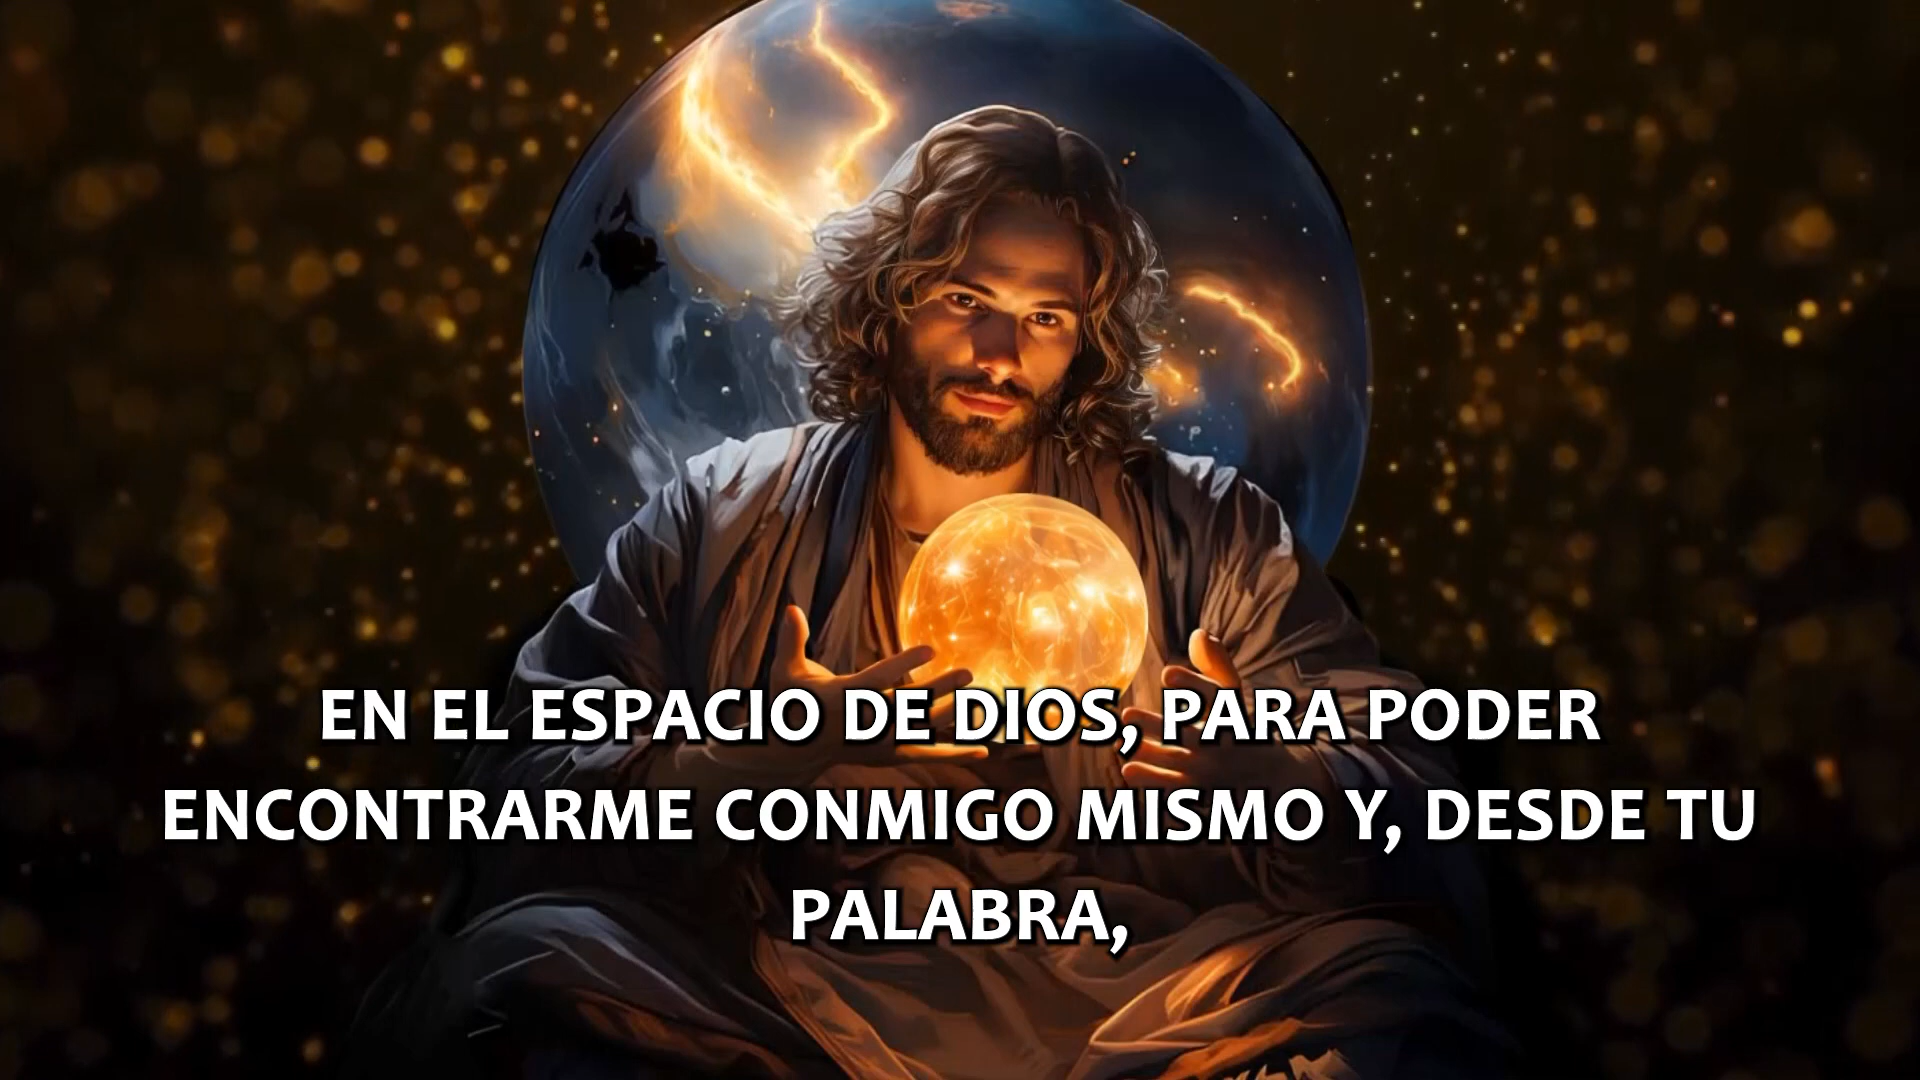 EN EL ESPACIO DE DIOS, PARA PODER
ENCONTRARME CONMIGO MISMO Y, DESDE TU
PALABRA,